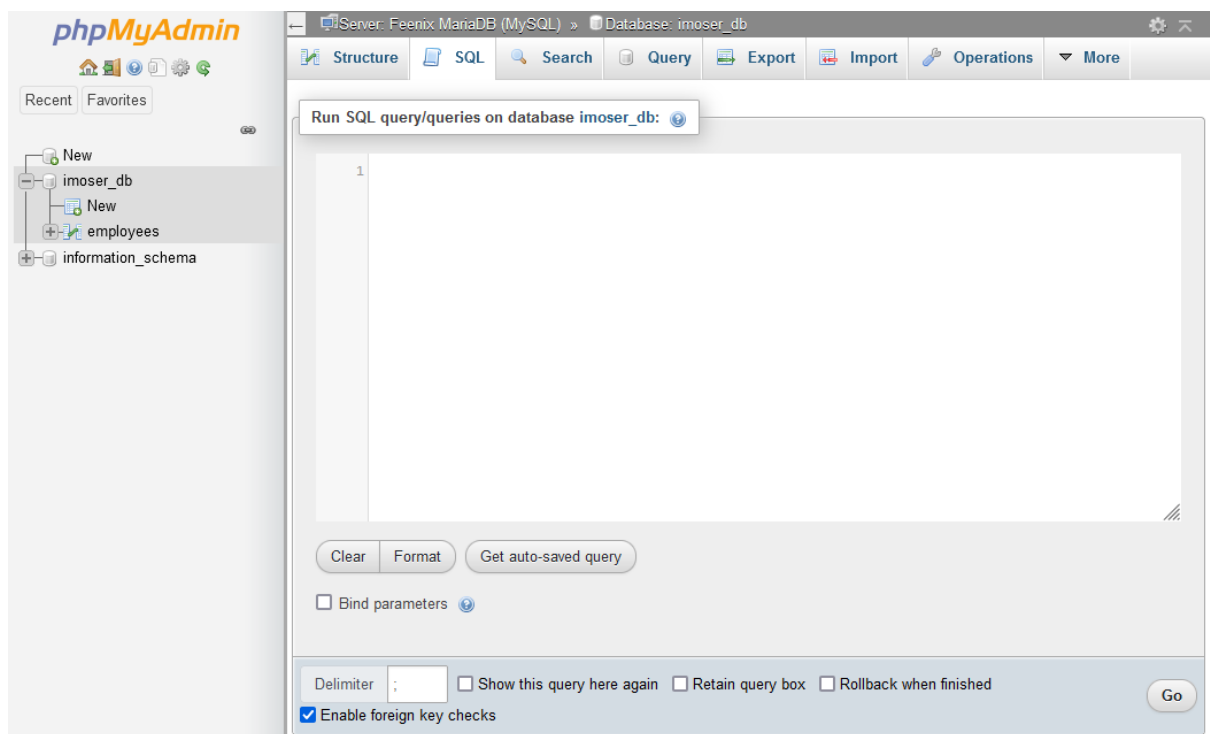 phpMyAdmin
Recent Favorites
New
imoser_db
New
employees
information_schema
Server: Feenix MariaDB (MySQL) » Database: imoser_db
Structure SQL Search Query Export Import Operations More
Run SQL query/queries on database imoser_db:
1
Clear Format Get auto-saved query
Bind parameters
Delimiter ; Show this query here again Retain query box Rollback when finished
Enable foreign key checks
Go